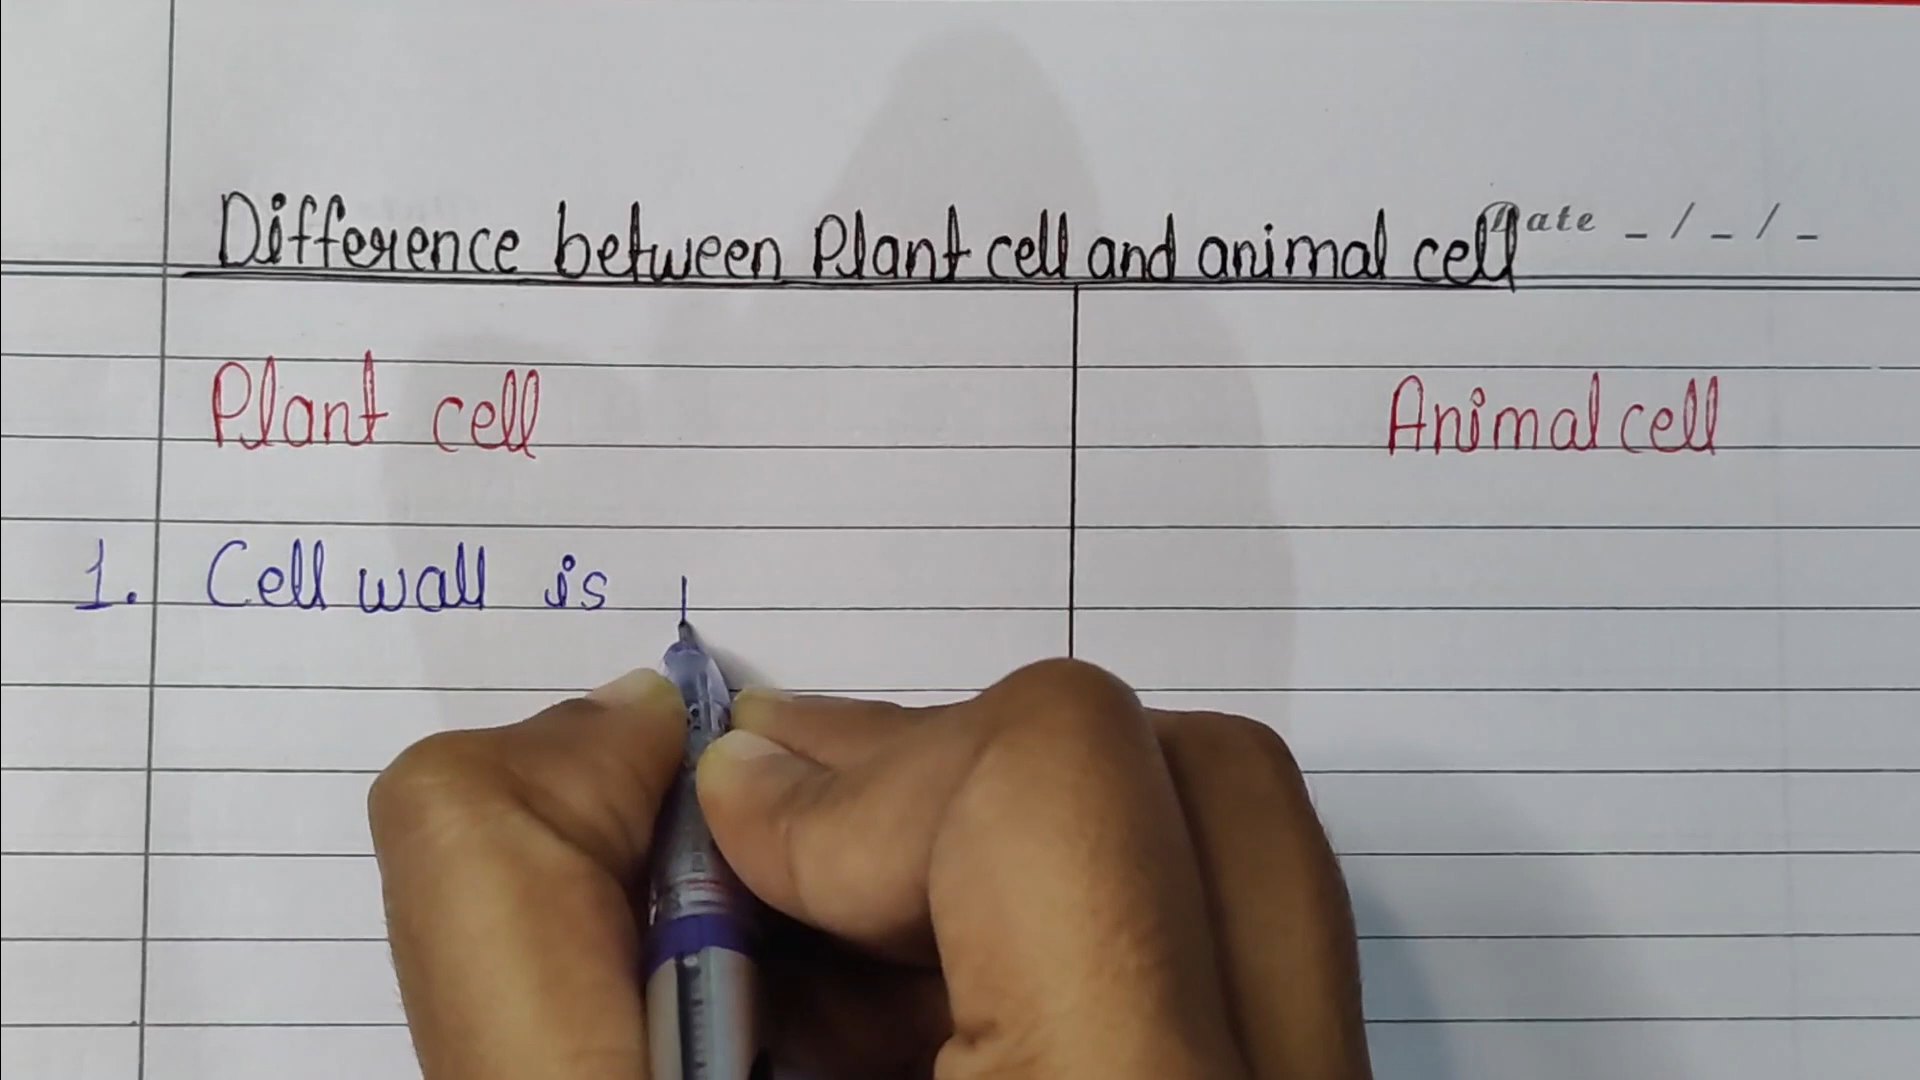 Difference between Plant cell and animal cell Date _ / _ / _
Plant cell Animal cell
1. Cell wall is